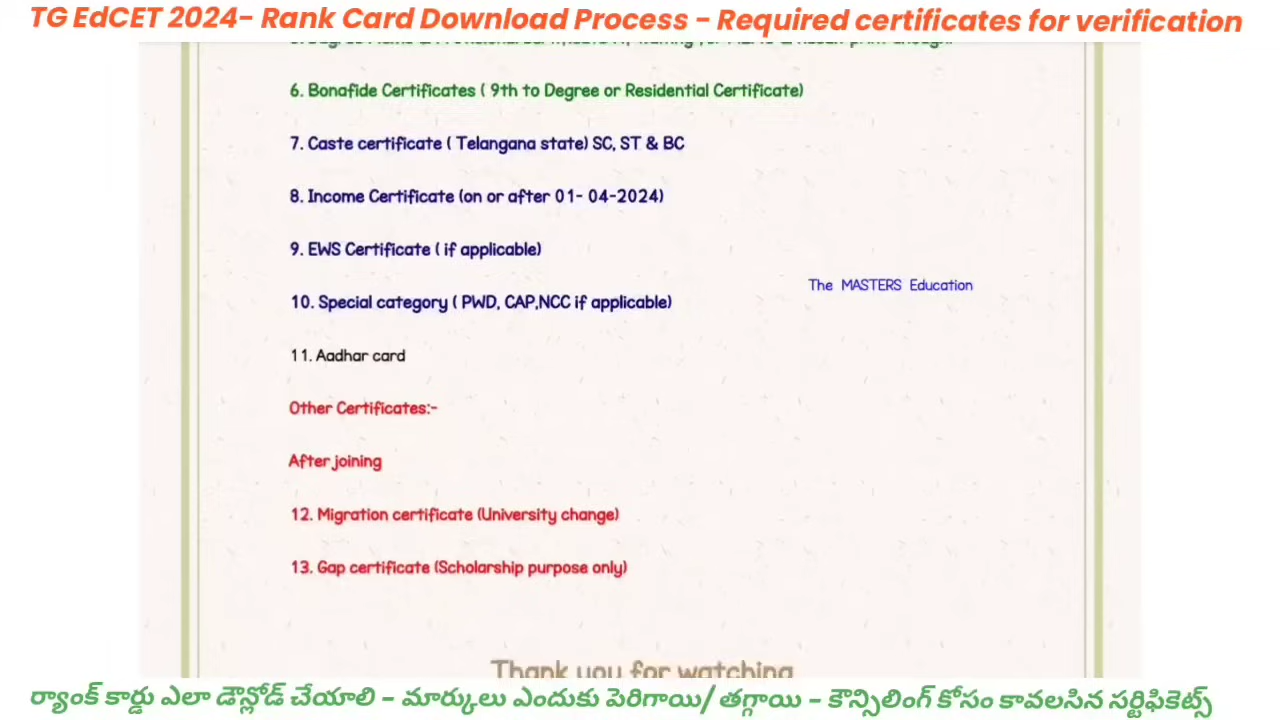 TG EdCET 2024- Rank Card Download Process - Required certificates for verification
6. Bonafide Certificates ( 9th to Degree or Residential Certificate)
7. Caste certificate ( Telangana state) SC, ST & BC
8. Income Certificate (on or after 01- 04-2024)
9. EWS Certificate ( if applicable)
The MASTERS Education
10. Special category ( PWD, CAP,NCC if applicable)
11. Aadhar card
Other Certificates:-
After joining
12. Migration certificate (University change)
13. Gap certificate (Scholarship purpose only)
Thank you for watching
ర్యాంక్ కార్డు ఎలా డౌన్లోడ్ చేయాలి - మార్కులు ఎందుకు పెరిగాయి/ తగ్గాయి - కౌన్సిలింగ్ కోసం కావలసిన సర్టిఫికెట్స్